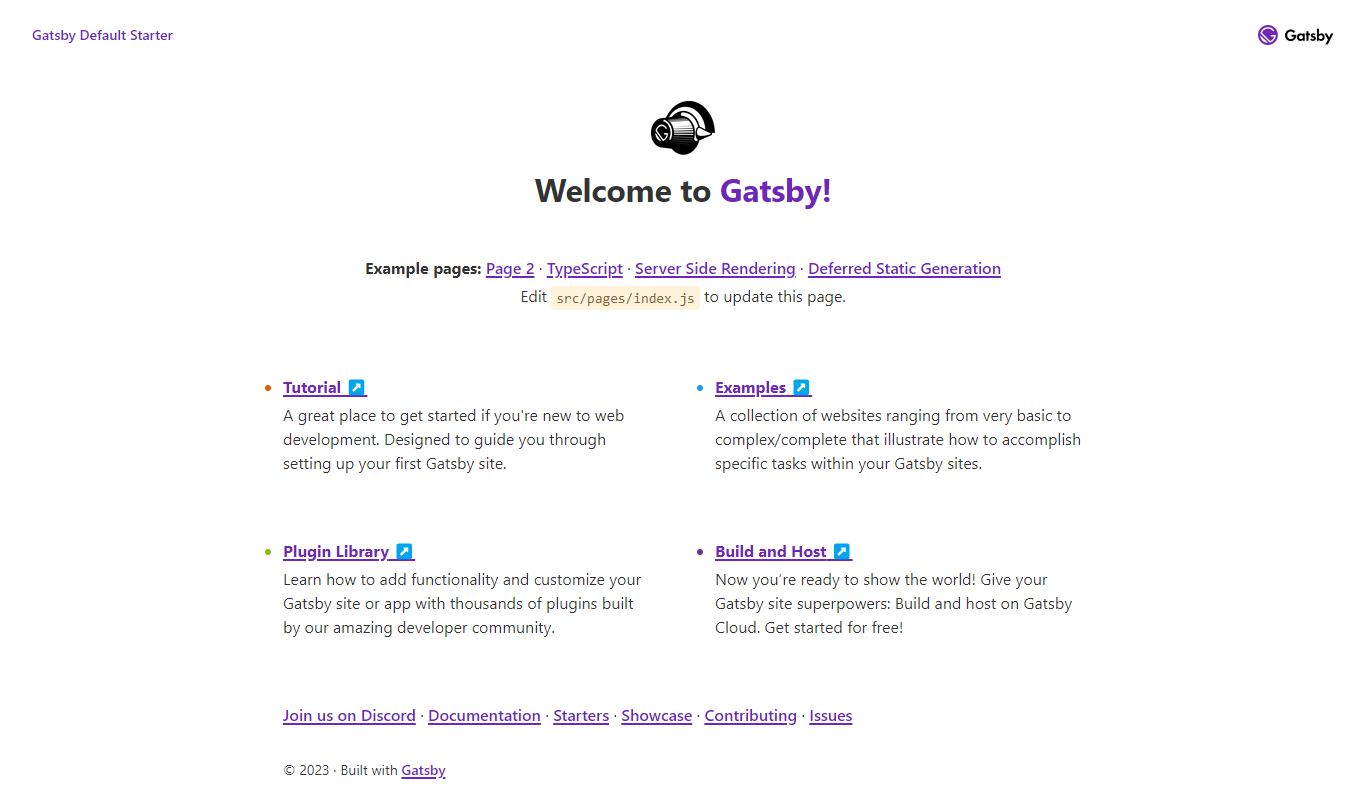 Gatsby Default Starter
Gatsby
Welcome to Gatsby!
Example pages: Page 2 · TypeScript · Server Side Rendering · Deferred Static Generation
Edit src/pages/index.js to update this page.
Tutorial ↗
A great place to get started if you're new to web
development. Designed to guide you through
setting up your first Gatsby site.
Examples ↗
A collection of websites ranging from very basic to
complex/complete that illustrate how to accomplish
specific tasks within your Gatsby sites.
Plugin Library ↗
Learn how to add functionality and customize your
Gatsby site or app with thousands of plugins built
by our amazing developer community.
Build and Host ↗
Now you’re ready to show the world! Give your
Gatsby site superpowers: Build and host on Gatsby
Cloud. Get started for free!
Join us on Discord · Documentation · Starters · Showcase · Contributing · Issues
© 2023 · Built with Gatsby